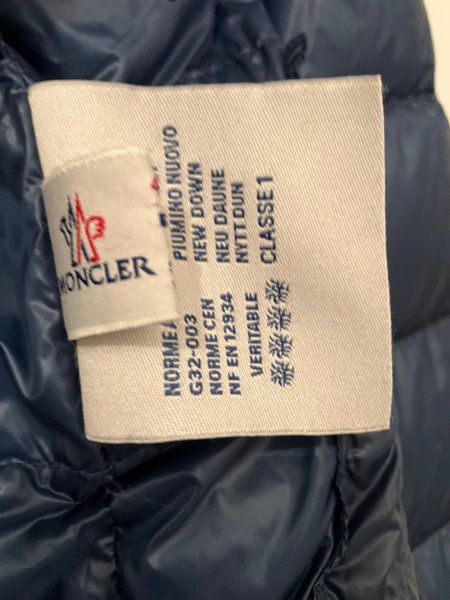 MONCLER
PIUMINO NUOVO
NEW DOWN
NEU DAUNE
NYTT DUN
CLASSE 1
G32-003
NORME CEN
NF EN 12934
VERITABLE